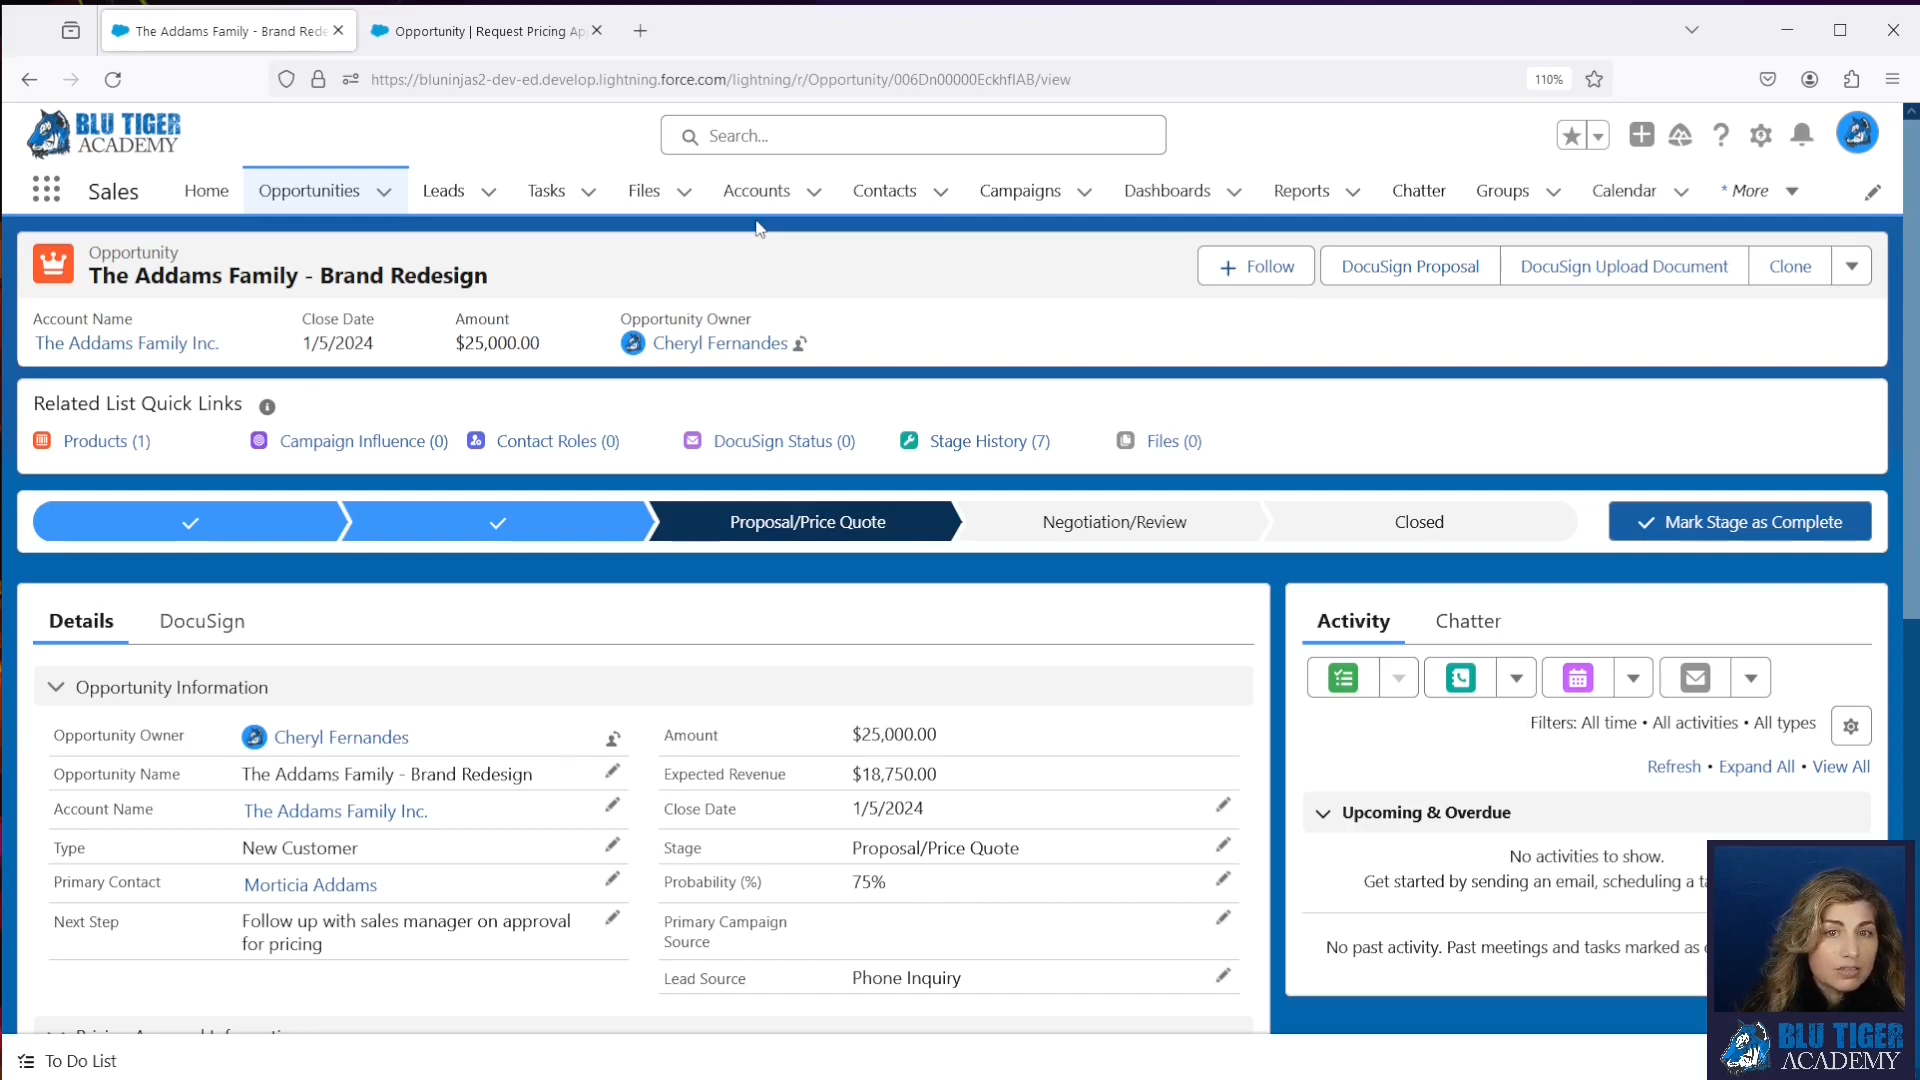 The Addams Family - Brand Rede
Opportunity | Request Pricing Ap
https://bluninjas2-dev-ed.develop.lightning.force.com/lightning/r/Opportunity/006Dn00000EckhfIAB/view
110%
BLU TIGER
ACADEMY
Search...
Sales
Home
Opportunities
Leads
Tasks
Files
Accounts
Contacts
Campaigns
Dashboards
Reports
Chatter
Groups
Calendar
* More
Opportunity
The Addams Family - Brand Redesign
Follow
DocuSign Proposal
DocuSign Upload Document
Clone
Account Name
Close Date
Amount
Opportunity Owner
The Addams Family Inc.
1/5/2024
$25,000.00
Cheryl Fernandes
Related List Quick Links
Products (1)
Campaign Influence (0)
Contact Roles (0)
DocuSign Status (0)
Stage History (7)
Files (0)
Proposal/Price Quote
Negotiation/Review
Closed
Mark Stage as Complete
Details
DocuSign
Opportunity Information
Opportunity Owner
Cheryl Fernandes
Opportunity Name
The Addams Family - Brand Redesign
Account Name
The Addams Family Inc.
Type
New Customer
Primary Contact
Morticia Addams
Next Step
Follow up with sales manager on approval
for pricing
Amount
$25,000.00
Expected Revenue
$18,750.00
Close Date
1/5/2024
Stage
Proposal/Price Quote
Probability (%)
75%
Primary Campaign
Source
Lead Source
Phone Inquiry
Activity
Chatter
Filters: All time • All activities • All types
Refresh • Expand All • View All
Upcoming & Overdue
No activities to show.
Get started by sending an email, scheduling a ta
No past activity. Past meetings and tasks marked as
BLU TIGER
ACADEMY
To Do List